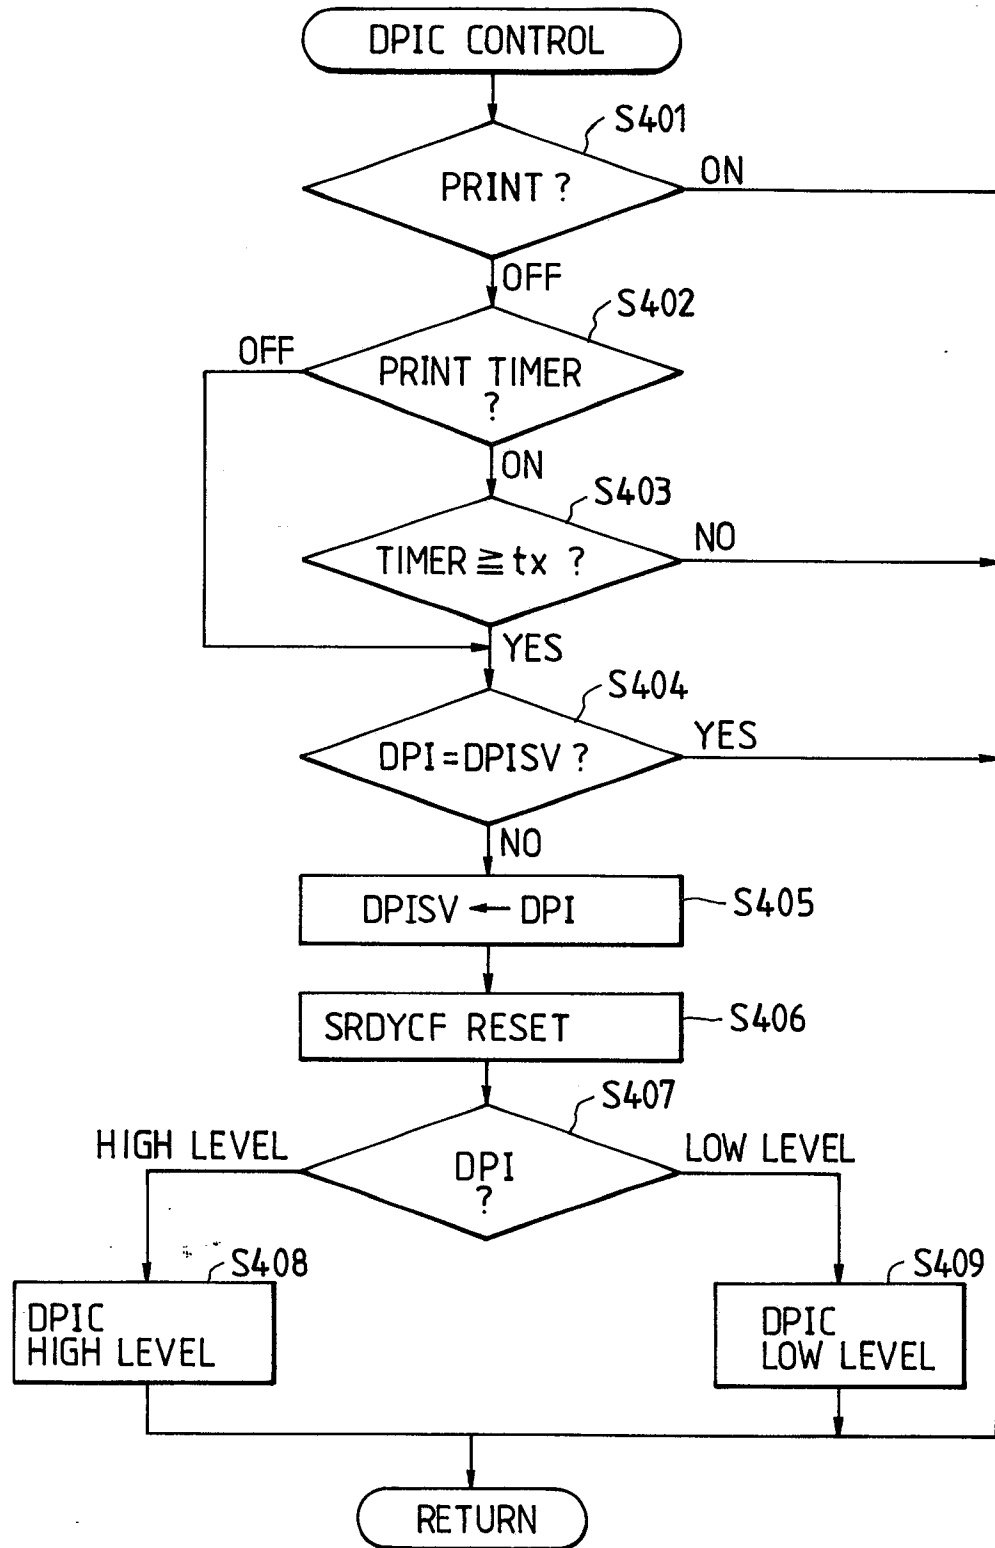 DPIC CONTROL
S401
PRINT ?
ON
OFF
S402
OFF
PRINT TIMER
?
ON
S403
TIMER ≧ tx ?
NO
YES
S404
DPI=DPISV ?
YES
NO
DPISV ← DPI
S405
SRDYCF RESET
S406
S407
HIGH LEVEL
DPI
?
LOW LEVEL
S408
DPIC
HIGH LEVEL
S409
DPIC
LOW LEVEL
RETURN